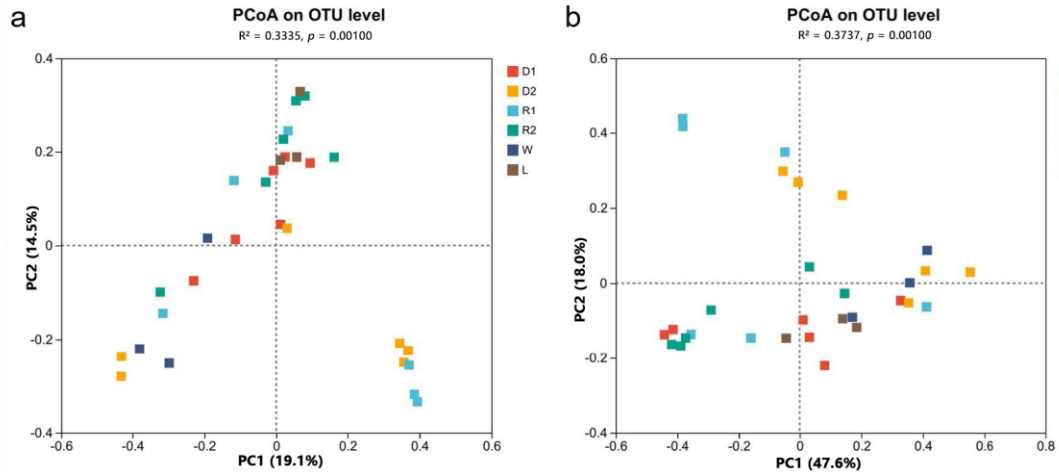 a
PCoA on OTU level
R² = 0.3335, p = 0.00100
0.4
0.2
0
-0.2
-0.4
PC2 (14.5%)
-0.6
-0.4
-0.2
0
0.2
0.4
0.6
PC1 (19.1%)
D1
D2
R1
R2
W
L
b
PCoA on OTU level
R² = 0.3737, p = 0.00100
0.6
0.4
0.2
0
-0.2
-0.4
PC2 (18.0%)
-0.6
-0.4
-0.2
0
0.2
0.4
0.6
0.8
PC1 (47.6%)